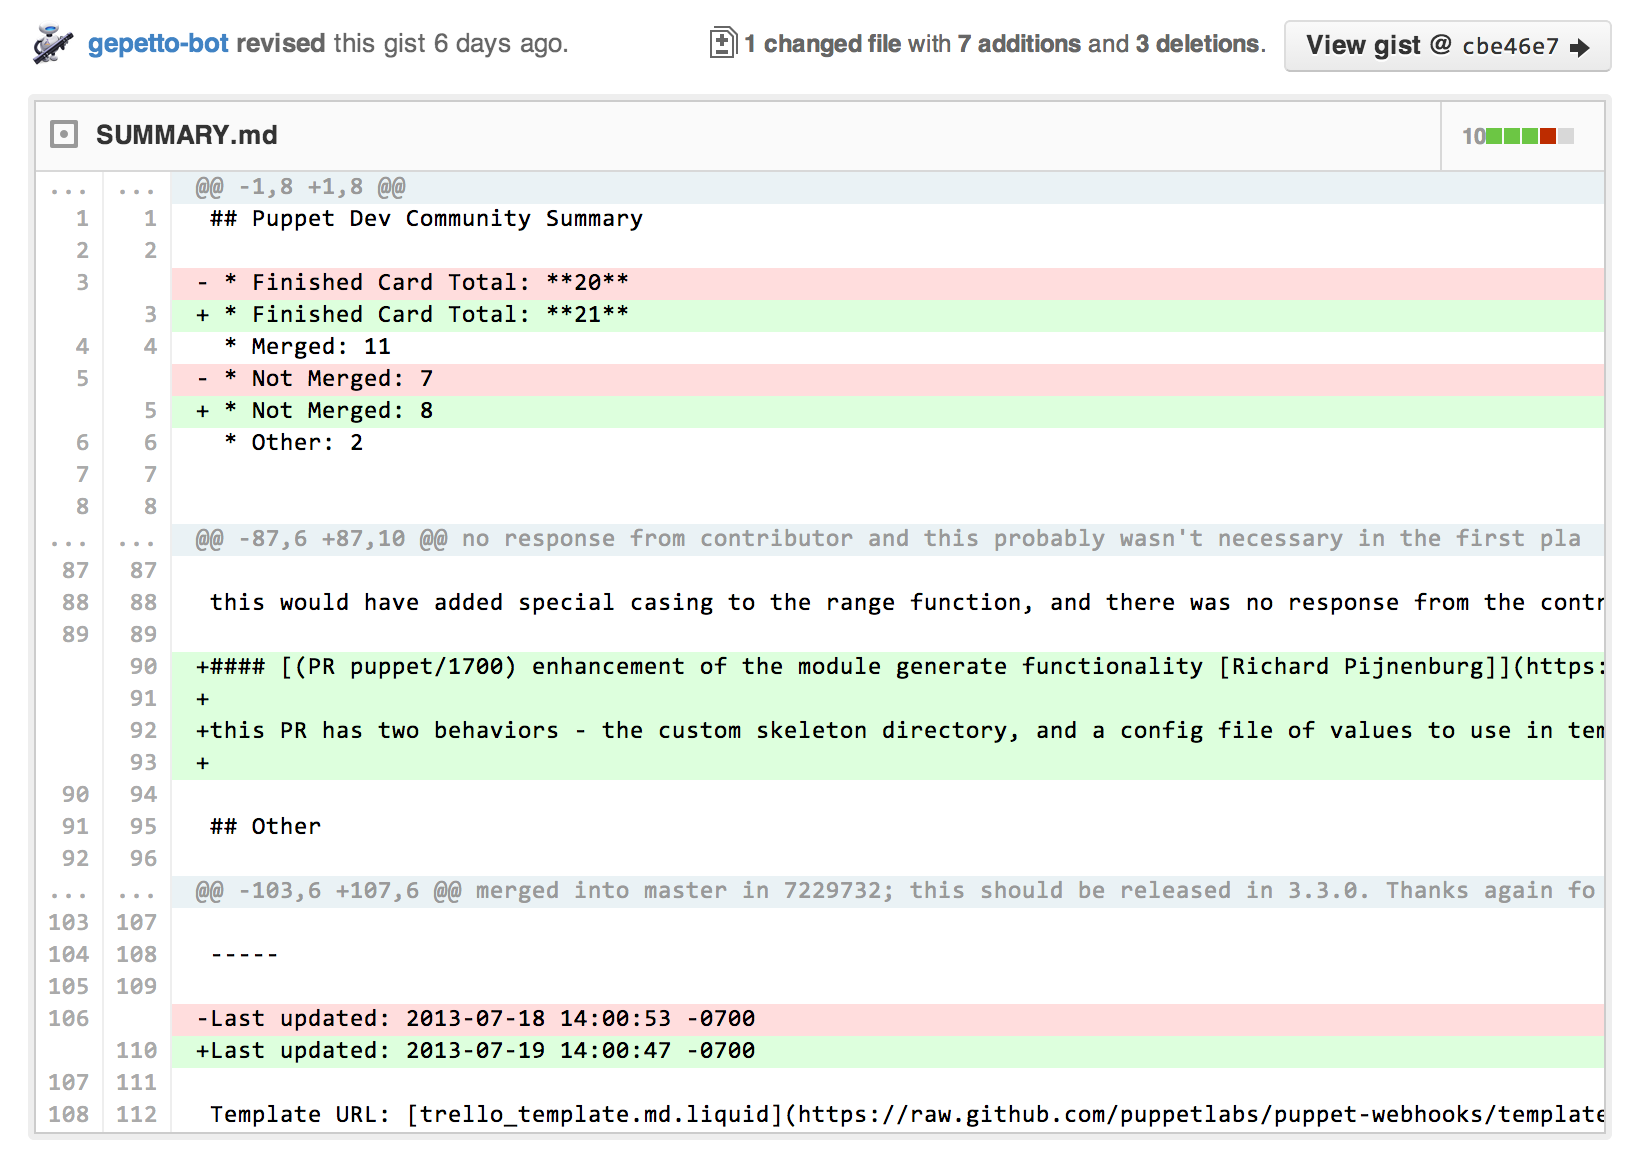 gepetto-bot revised this gist 6 days ago.
1 changed file with 7 additions and 3 deletions.
View gist @ cbe46e7
SUMMARY.md
10
... ... @@ -1,8 +1,8 @@
1 1 ## Puppet Dev Community Summary
2 2
3 - * Finished Card Total: **20**
3 + * Finished Card Total: **21**
4 4 * Merged: 11
5 - * Not Merged: 7
5 + * Not Merged: 8
6 6 * Other: 2
7 7
8 8
... ... @@ -87,6 +87,10 @@ no response from contributor and this probably wasn't necessary in the first pla
87 87
88 88 this would have added special casing to the range function, and there was no response from the contr
89 89
90 +#### [(PR puppet/1700) enhancement of the module generate functionality [Richard Pijnenburg]](https:
91 +
92 +this PR has two behaviors - the custom skeleton directory, and a config file of values to use in tem
93 +
90 94
91 95 ## Other
92 96
... ... @@ -103,6 +107,6 @@ merged into master in 7229732; this should be released in 3.3.0. Thanks again fo
103 107
104 108 -----
105 109
106 -Last updated: 2013-07-18 14:00:53 -0700
110 +Last updated: 2013-07-19 14:00:47 -0700
107 111
108 112 Template URL: [trello_template.md.liquid](https://raw.github.com/puppetlabs/puppet-webhooks/template